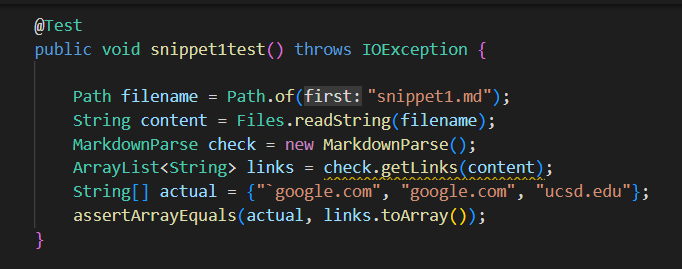 @Test
public void snippet1test() throws IOException {
Path filename = Path.of(first: "snippet1.md");
String content = Files.readString(filename);
MarkdownParse check = new MarkdownParse();
ArrayList<String> links = check.getLinks(content);
String[] actual = {"`google.com", "google.com", "ucsd.edu"};
assertArrayEquals(actual, links.toArray());
}